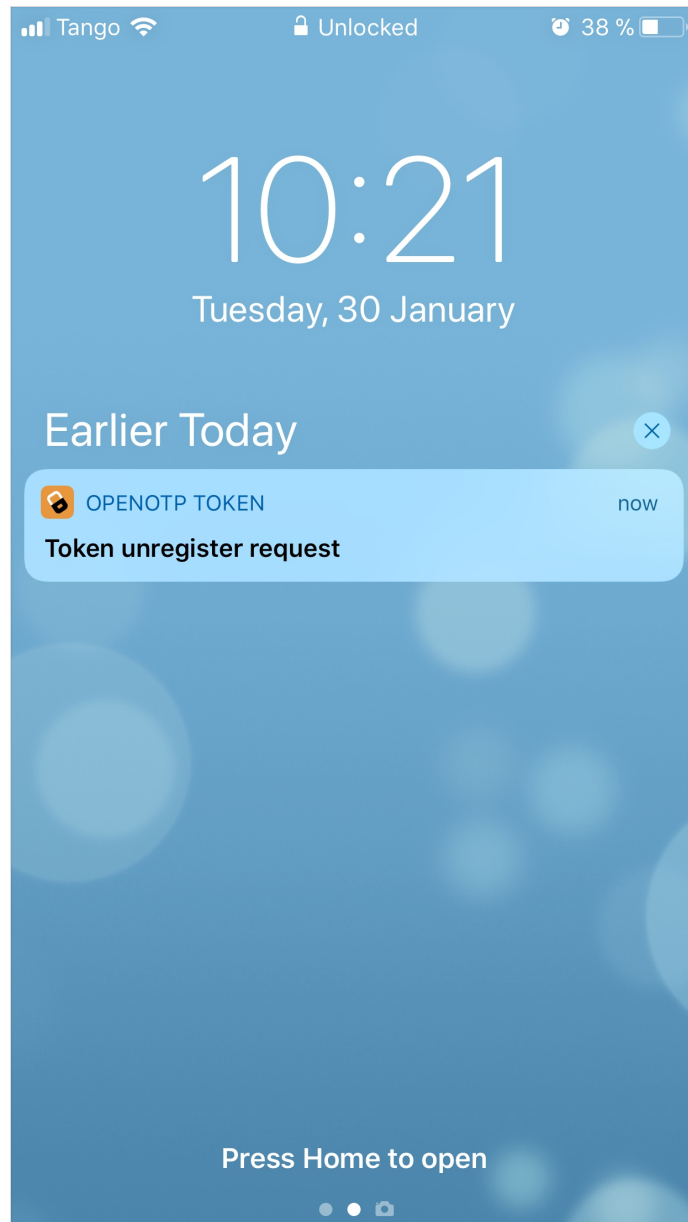 Tango Unlocked 38 %
10:21
Tuesday, 30 January
Earlier Today
OPENOTP TOKEN now
Token unregister request
Press Home to open